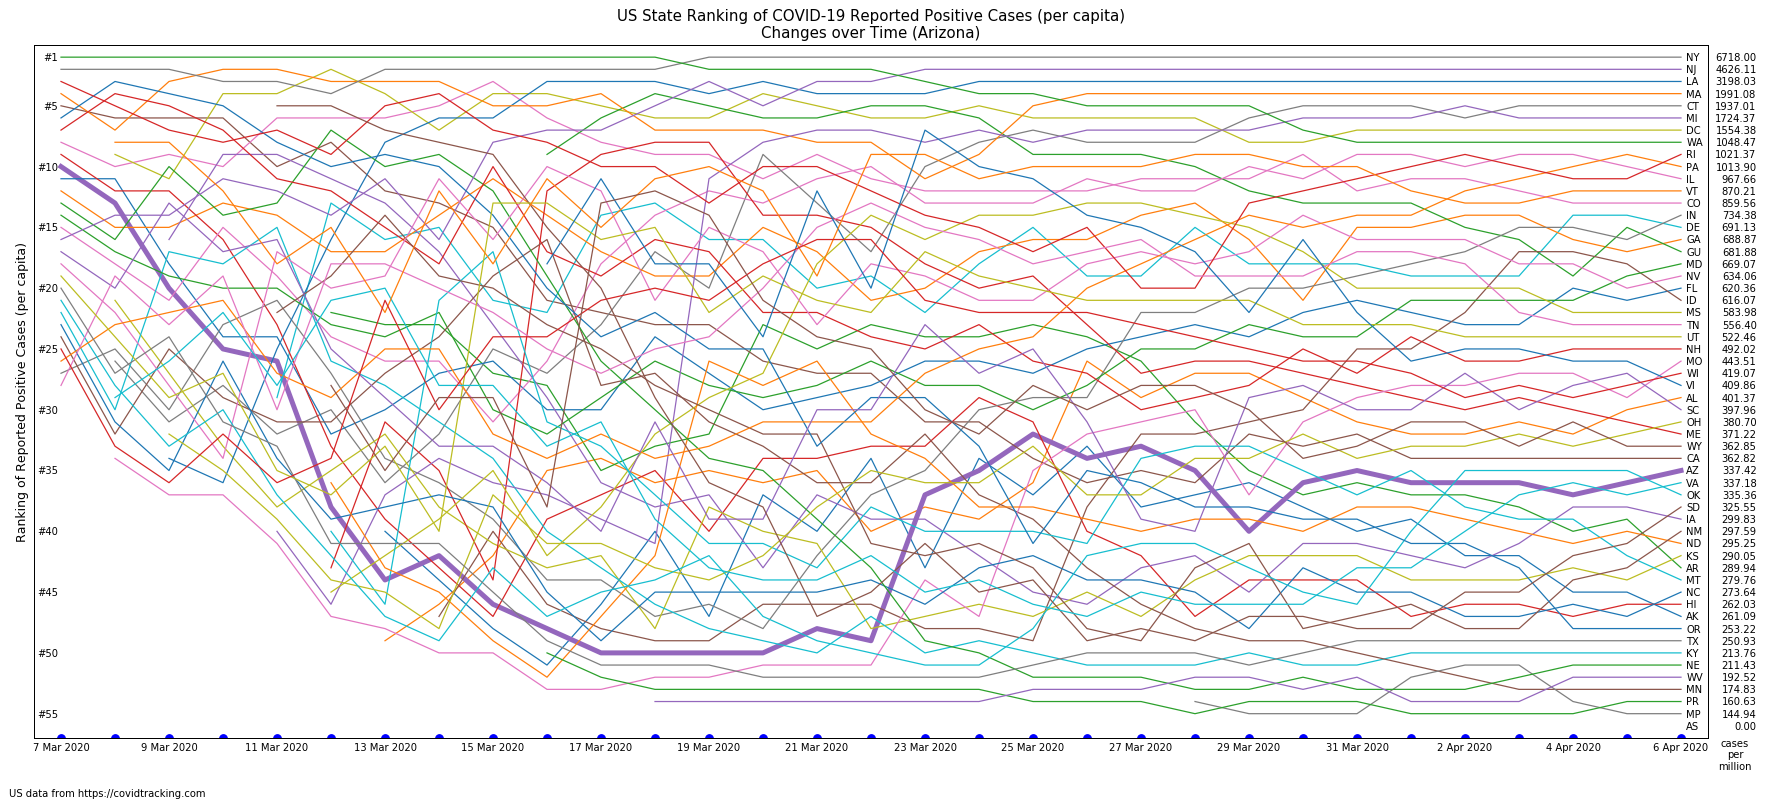 US State Ranking of COVID-19 Reported Positive Cases (per capita)
Changes over Time (Arizona)
Ranking of Reported Positive Cases (per capita)
#1
#5
#10
#15
#20
#25
#30
#35
#40
#45
#50
#55
NY 6718.00
NJ 4626.11
LA 3198.03
MA 1991.08
CT 1937.01
MI 1724.37
DC 1554.38
WA 1048.47
RI 1021.37
PA 1013.90
IL 967.66
VT 870.21
CO 859.56
IN 734.38
DE 691.13
GA 688.87
GU 681.88
MD 669.07
NV 634.06
FL 620.36
ID 616.07
MS 583.98
TN 556.40
UT 522.46
NH 492.02
MO 443.51
WI 419.07
VI 409.86
AL 401.37
SC 397.96
OH 380.70
ME 371.22
WY 362.85
CA 362.82
AZ 337.42
VA 337.18
OK 335.36
SD 325.55
IA 299.83
NM 297.59
ND 295.25
KS 290.05
AR 289.94
MT 279.76
NC 273.64
HI 262.03
AK 261.09
OR 253.22
TX 250.93
KY 213.76
NE 211.43
WV 192.52
MN 174.83
PR 160.63
MP 144.94
AS 0.00
7 Mar 2020 9 Mar 2020 11 Mar 2020 13 Mar 2020 15 Mar 2020 17 Mar 2020 19 Mar 2020 21 Mar 2020 23 Mar 2020 25 Mar 2020 27 Mar 2020 29 Mar 2020 31 Mar 2020 2 Apr 2020 4 Apr 2020 6 Apr 2020
cases
per
million
US data from https://covidtracking.com